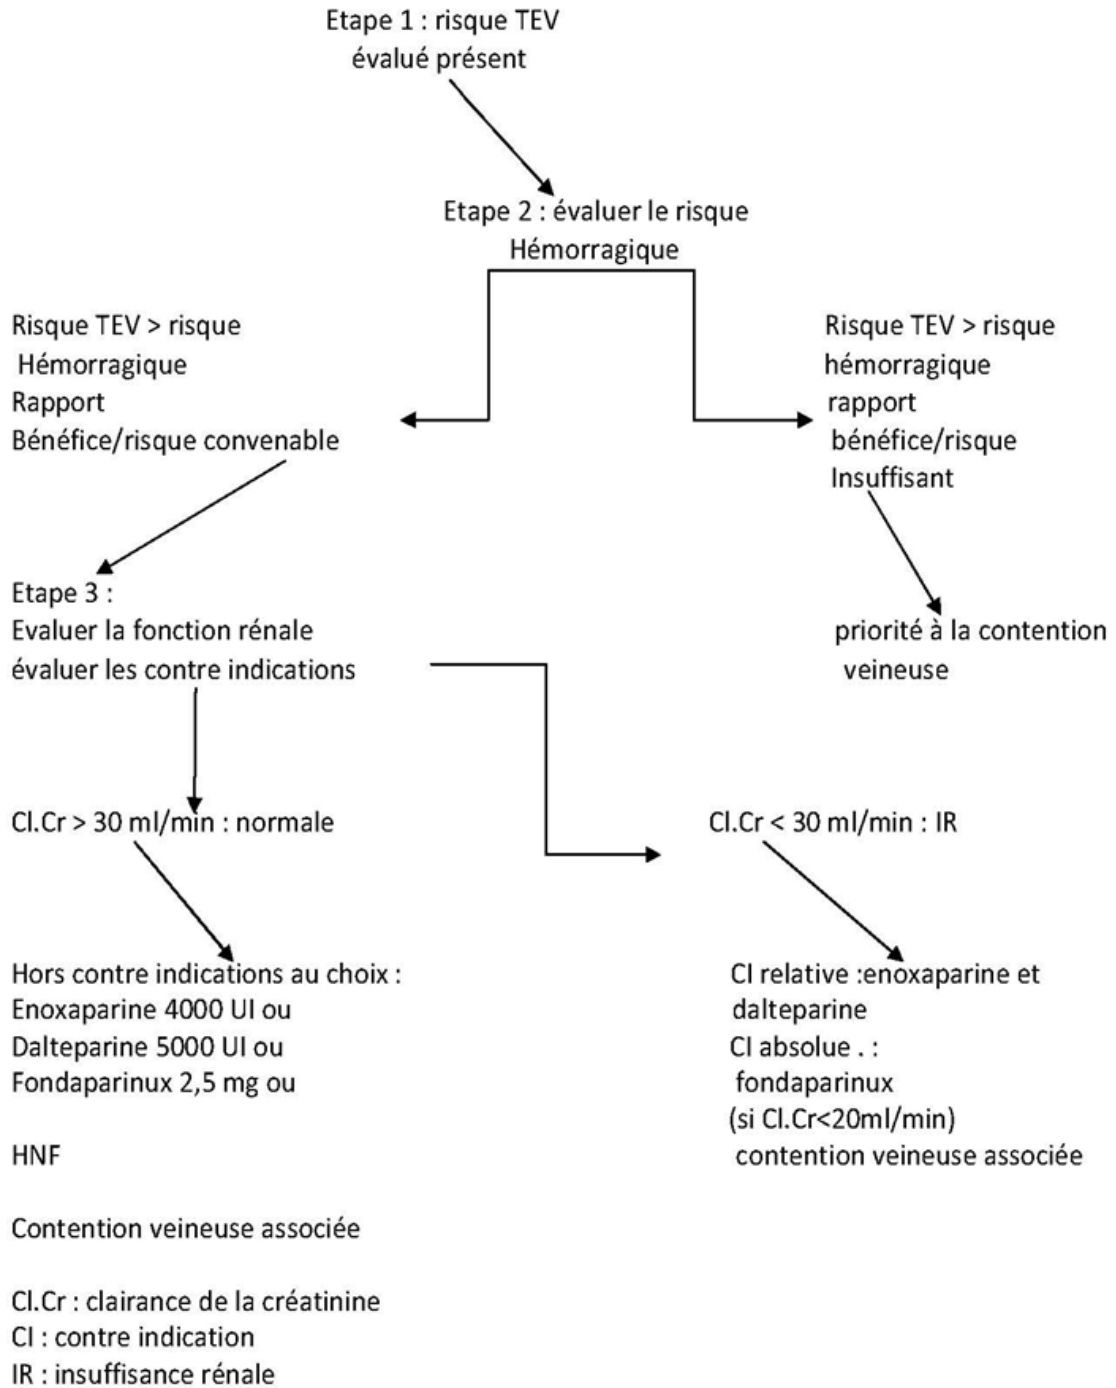 Etape 1 : risque TEV
évalué présent
Etape 2 : évaluer le risque
Hémorragique
Risque TEV > risque
Hémorragique
Rapport
Bénéfice/risque convenable
Risque TEV > risque
hémorragique
rapport
bénéfice/risque
Insuffisant
Etape 3 :
Evaluer la fonction rénale
évaluer les contre indications
priorité à la contention
veineuse
Cl.Cr > 30 ml/min : normale
Cl.Cr < 30 ml/min : IR
Hors contre indications au choix :
Enoxaparine 4000 UI ou
Dalteparine 5000 UI ou
Fondaparinux 2,5 mg ou
HNF
Contention veineuse associée
CI relative :enoxaparine et
dalteparine
CI absolue . :
fondaparinux
(si Cl.Cr<20ml/min)
contention veineuse associée
Cl.Cr : clairance de la créatinine
CI : contre indication
IR : insuffisance rénale